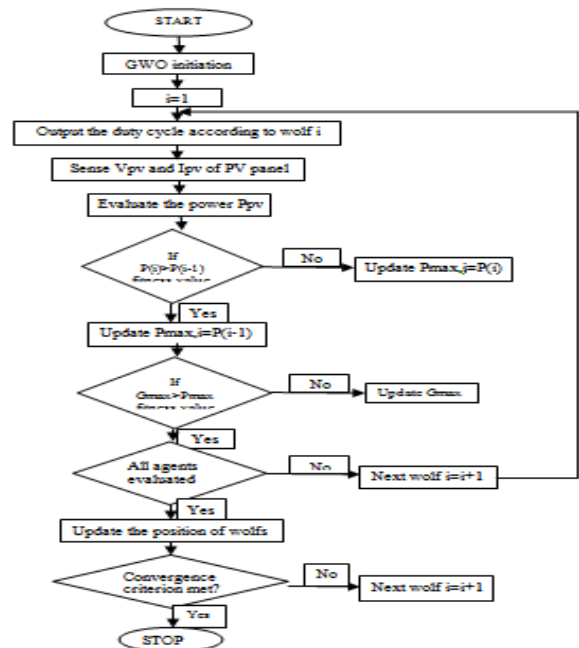 START
GWO initiation
i=1
Output the duty cycle according to wolf i
Sense Vpv and Ipv of PV panel
Evaluate the power Ppv
If
P(i)>P(i-1)
fitness value
No
Update Pmax,i=P(i)
Yes
Update Pmax,i=P(i-1)
If
Gmax>Pmax
fitness value
No
Update Gmax
Yes
All agents
evaluated
No
Next wolf i=i+1
Yes
Update the position of wolfs
Convergence
criterion met?
No
Next wolf i=i+1
Yes
STOP